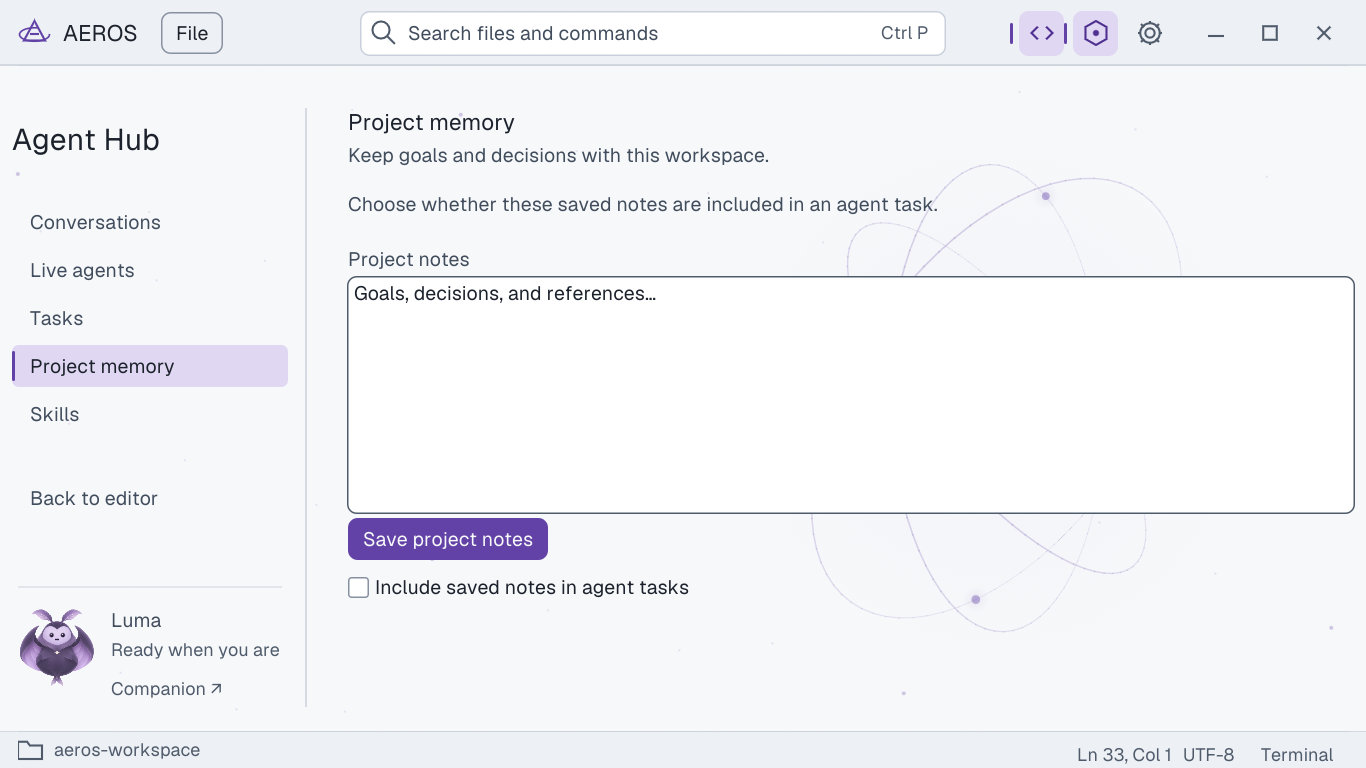 AEROS
File
Search files and commands
Ctrl P
Agent Hub
Conversations
Live agents
Tasks
Project memory
Skills
Back to editor
Luma
Ready when you are
Companion ↗
Project memory
Keep goals and decisions with this workspace.
Choose whether these saved notes are included in an agent task.
Project notes
Goals, decisions, and references…
Save project notes
Include saved notes in agent tasks
aeros-workspace
Ln 33, Col 1 UTF-8 Terminal